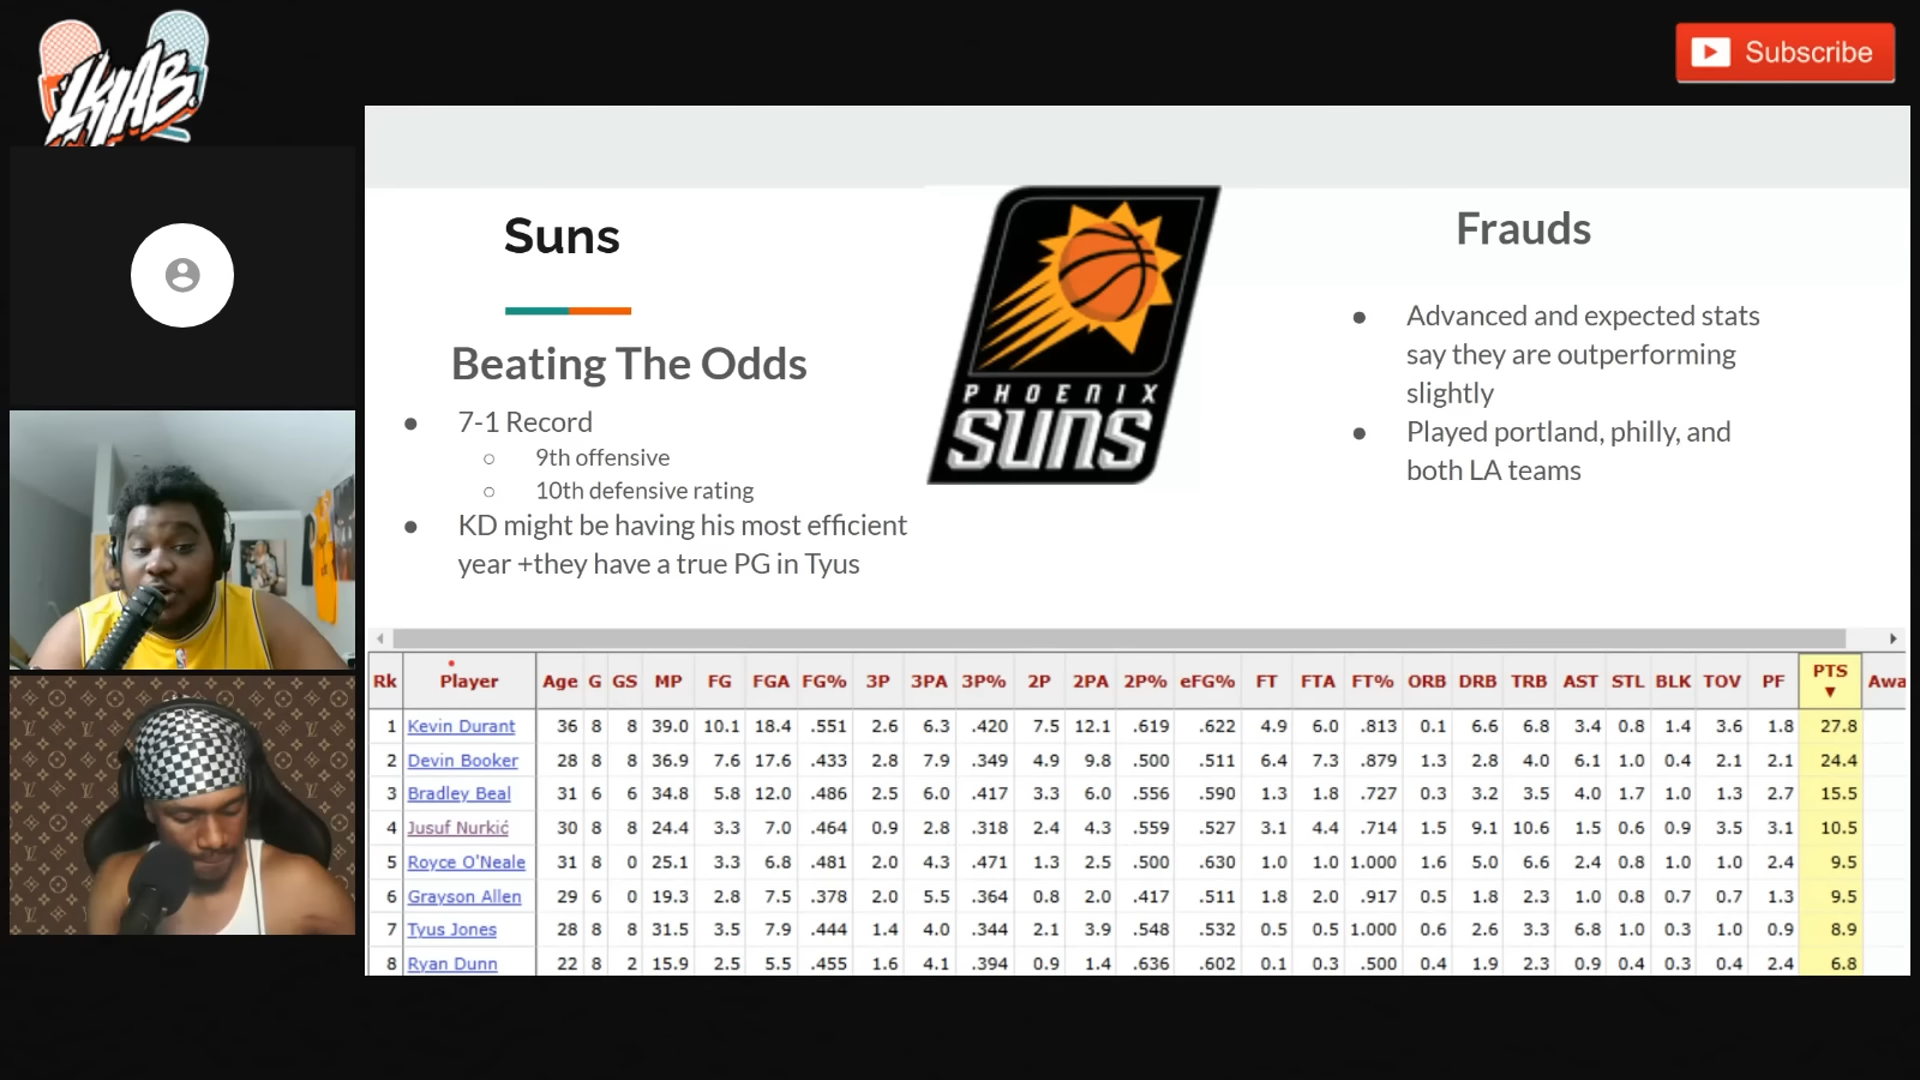 LKIAB
Subscribe
Suns
Beating The Odds
● 7-1 Record
○ 9th offensive
○ 10th defensive rating
● KD might be having his most efficient
year +they have a true PG in Tyus
PHOENIX
SUNS
Frauds
● Advanced and expected stats
say they are outperforming
slightly
● Played portland, philly, and
both LA teams
Rk Player Age G GS MP FG FGA FG% 3P 3PA 3P% 2P 2PA 2P% eFG% FT FTA FT% ORB DRB TRB AST STL BLK TOV PF PTS ▼ Awa
1 Kevin Durant 36 8 8 39.0 10.1 18.4 .551 2.6 6.3 .420 7.5 12.1 .619 .622 4.9 6.0 .813 0.1 6.6 6.8 3.4 0.8 1.4 3.6 1.8 27.8
2 Devin Booker 28 8 8 36.9 7.6 17.6 .433 2.8 7.9 .349 4.9 9.8 .500 .511 6.4 7.3 .879 1.3 2.8 4.0 6.1 1.0 0.4 2.1 2.1 24.4
3 Bradley Beal 31 6 6 34.8 5.8 12.0 .486 2.5 6.0 .417 3.3 6.0 .556 .590 1.3 1.8 .727 0.3 3.2 3.5 4.0 1.7 1.0 1.3 2.7 15.5
4 Jusuf Nurkić 30 8 8 24.4 3.3 7.0 .464 0.9 2.8 .318 2.4 4.3 .559 .527 3.1 4.4 .714 1.5 9.1 10.6 1.5 0.6 0.9 3.5 3.1 10.5
5 Royce O'Neale 31 8 0 25.1 3.3 6.8 .481 2.0 4.3 .471 1.3 2.5 .500 .630 1.0 1.0 1.000 1.6 5.0 6.6 2.4 0.8 1.0 1.0 2.4 9.5
6 Grayson Allen 29 6 0 19.3 2.8 7.5 .378 2.0 5.5 .364 0.8 2.0 .417 .511 1.8 2.0 .917 0.5 1.8 2.3 1.0 0.8 0.7 0.7 1.3 9.5
7 Tyus Jones 28 8 8 31.5 3.5 7.9 .444 1.4 4.0 .344 2.1 3.9 .548 .532 0.5 0.5 1.000 0.6 2.6 3.3 6.8 1.0 0.3 1.0 0.9 8.9
8 Ryan Dunn 22 8 2 15.9 2.5 5.5 .455 1.6 4.1 .394 0.9 1.4 .636 .602 0.1 0.3 .500 0.4 1.9 2.3 0.9 0.4 0.3 0.4 2.4 6.8